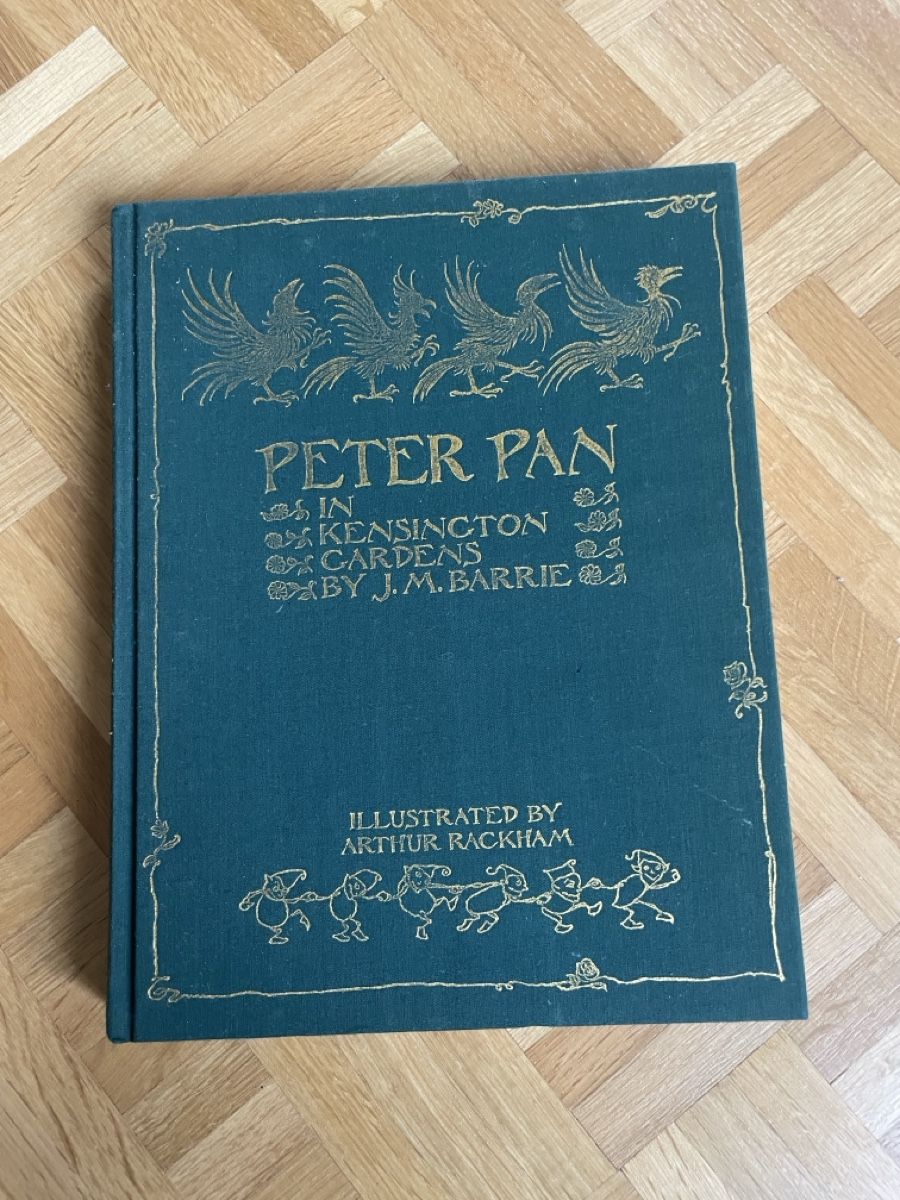 PETER PAN
IN
KENSINGTON
GARDENS
BY J.M. BARRIE
ILLUSTRATED BY
ARTHUR RACKHAM